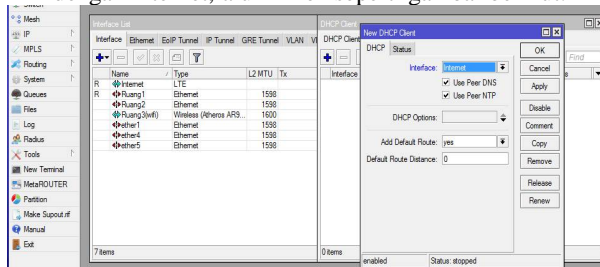 Switch
Mesh
IP
MPLS
Routing
System
Queues
Files
Log
Radius
Tools
New Terminal
MetaROUTER
Partition
Make Supout.rif
Manual
Exit
Interface List
Interface Ethernet EoIP Tunnel IP Tunnel GRE Tunnel VLAN
Name / Type L2 MTU Tx
R Internet LTE
R Ruang1 Ethernet 1598
Ruang2 Ethernet 1598
Ruang3(wifi) Wireless (Atheros AR9... 1600
ether1 Ethernet 1598
ether4 Ethernet 1598
ether5 Ethernet 1598
7 items
DHCP Client
DHCP Client
Find
Interface
0 items
New DHCP Client
DHCP Status
Interface: Internet
Use Peer DNS
Use Peer NTP
DHCP Options:
Add Default Route: yes
Default Route Distance: 0
OK
Cancel
Apply
Disable
Comment
Copy
Remove
Release
Renew
enabled Status: stopped